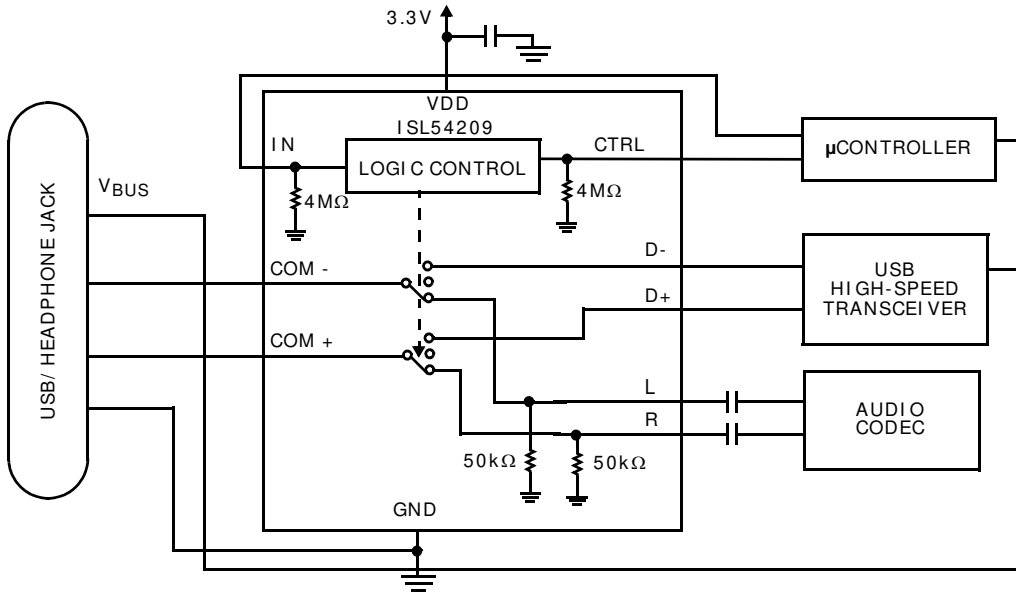 3.3V
VDD
ISL54209
IN
LOGIC CONTROL
CTRL
µCONTROLLER
4MΩ
4MΩ
VBUS
USB/HEADPHONE JACK
COM -
D-
USB
HIGH-SPEED
TRANSCEIVER
D+
COM +
L
R
AUDIO
CODEC
50kΩ
50kΩ
GND